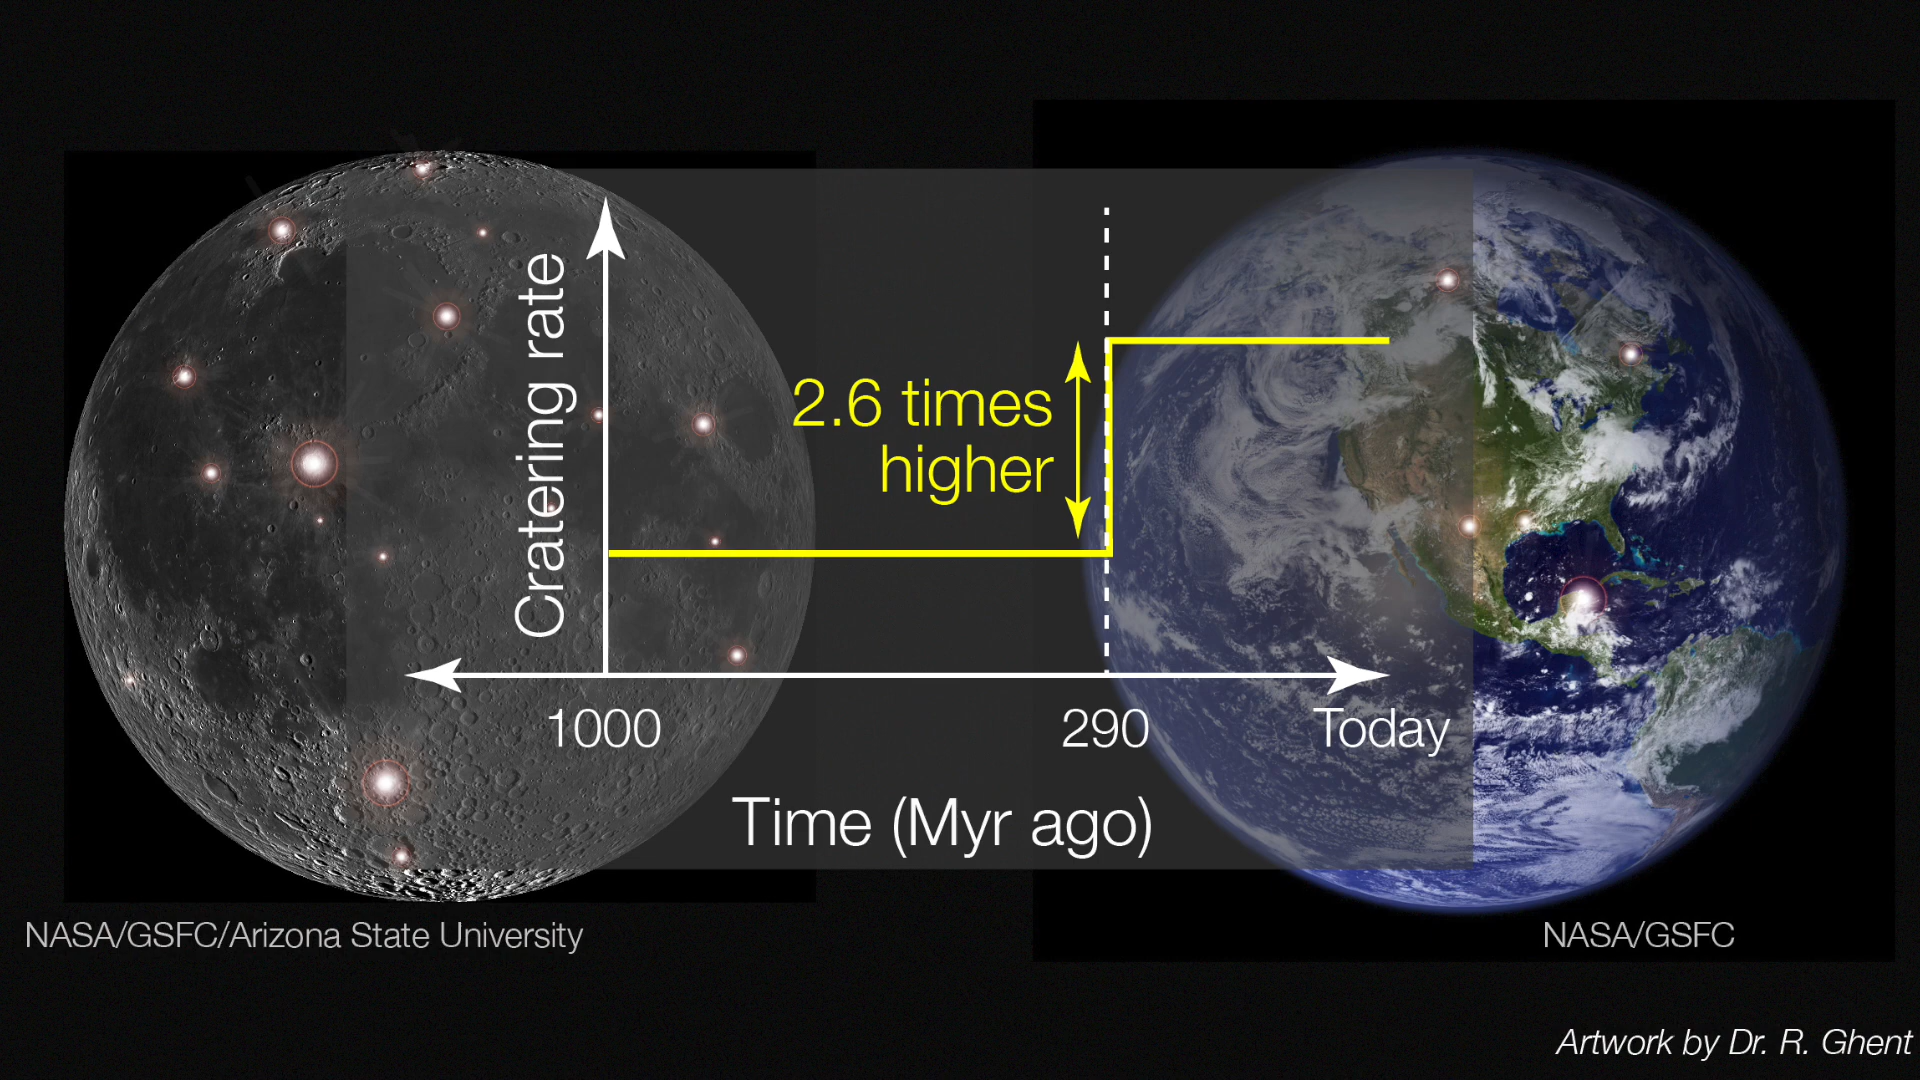 Cratering rate
2.6 times
higher
1000
290
Today
Time (Myr ago)
NASA/GSFC/Arizona State University
NASA/GSFC
Artwork by Dr. R. Ghent